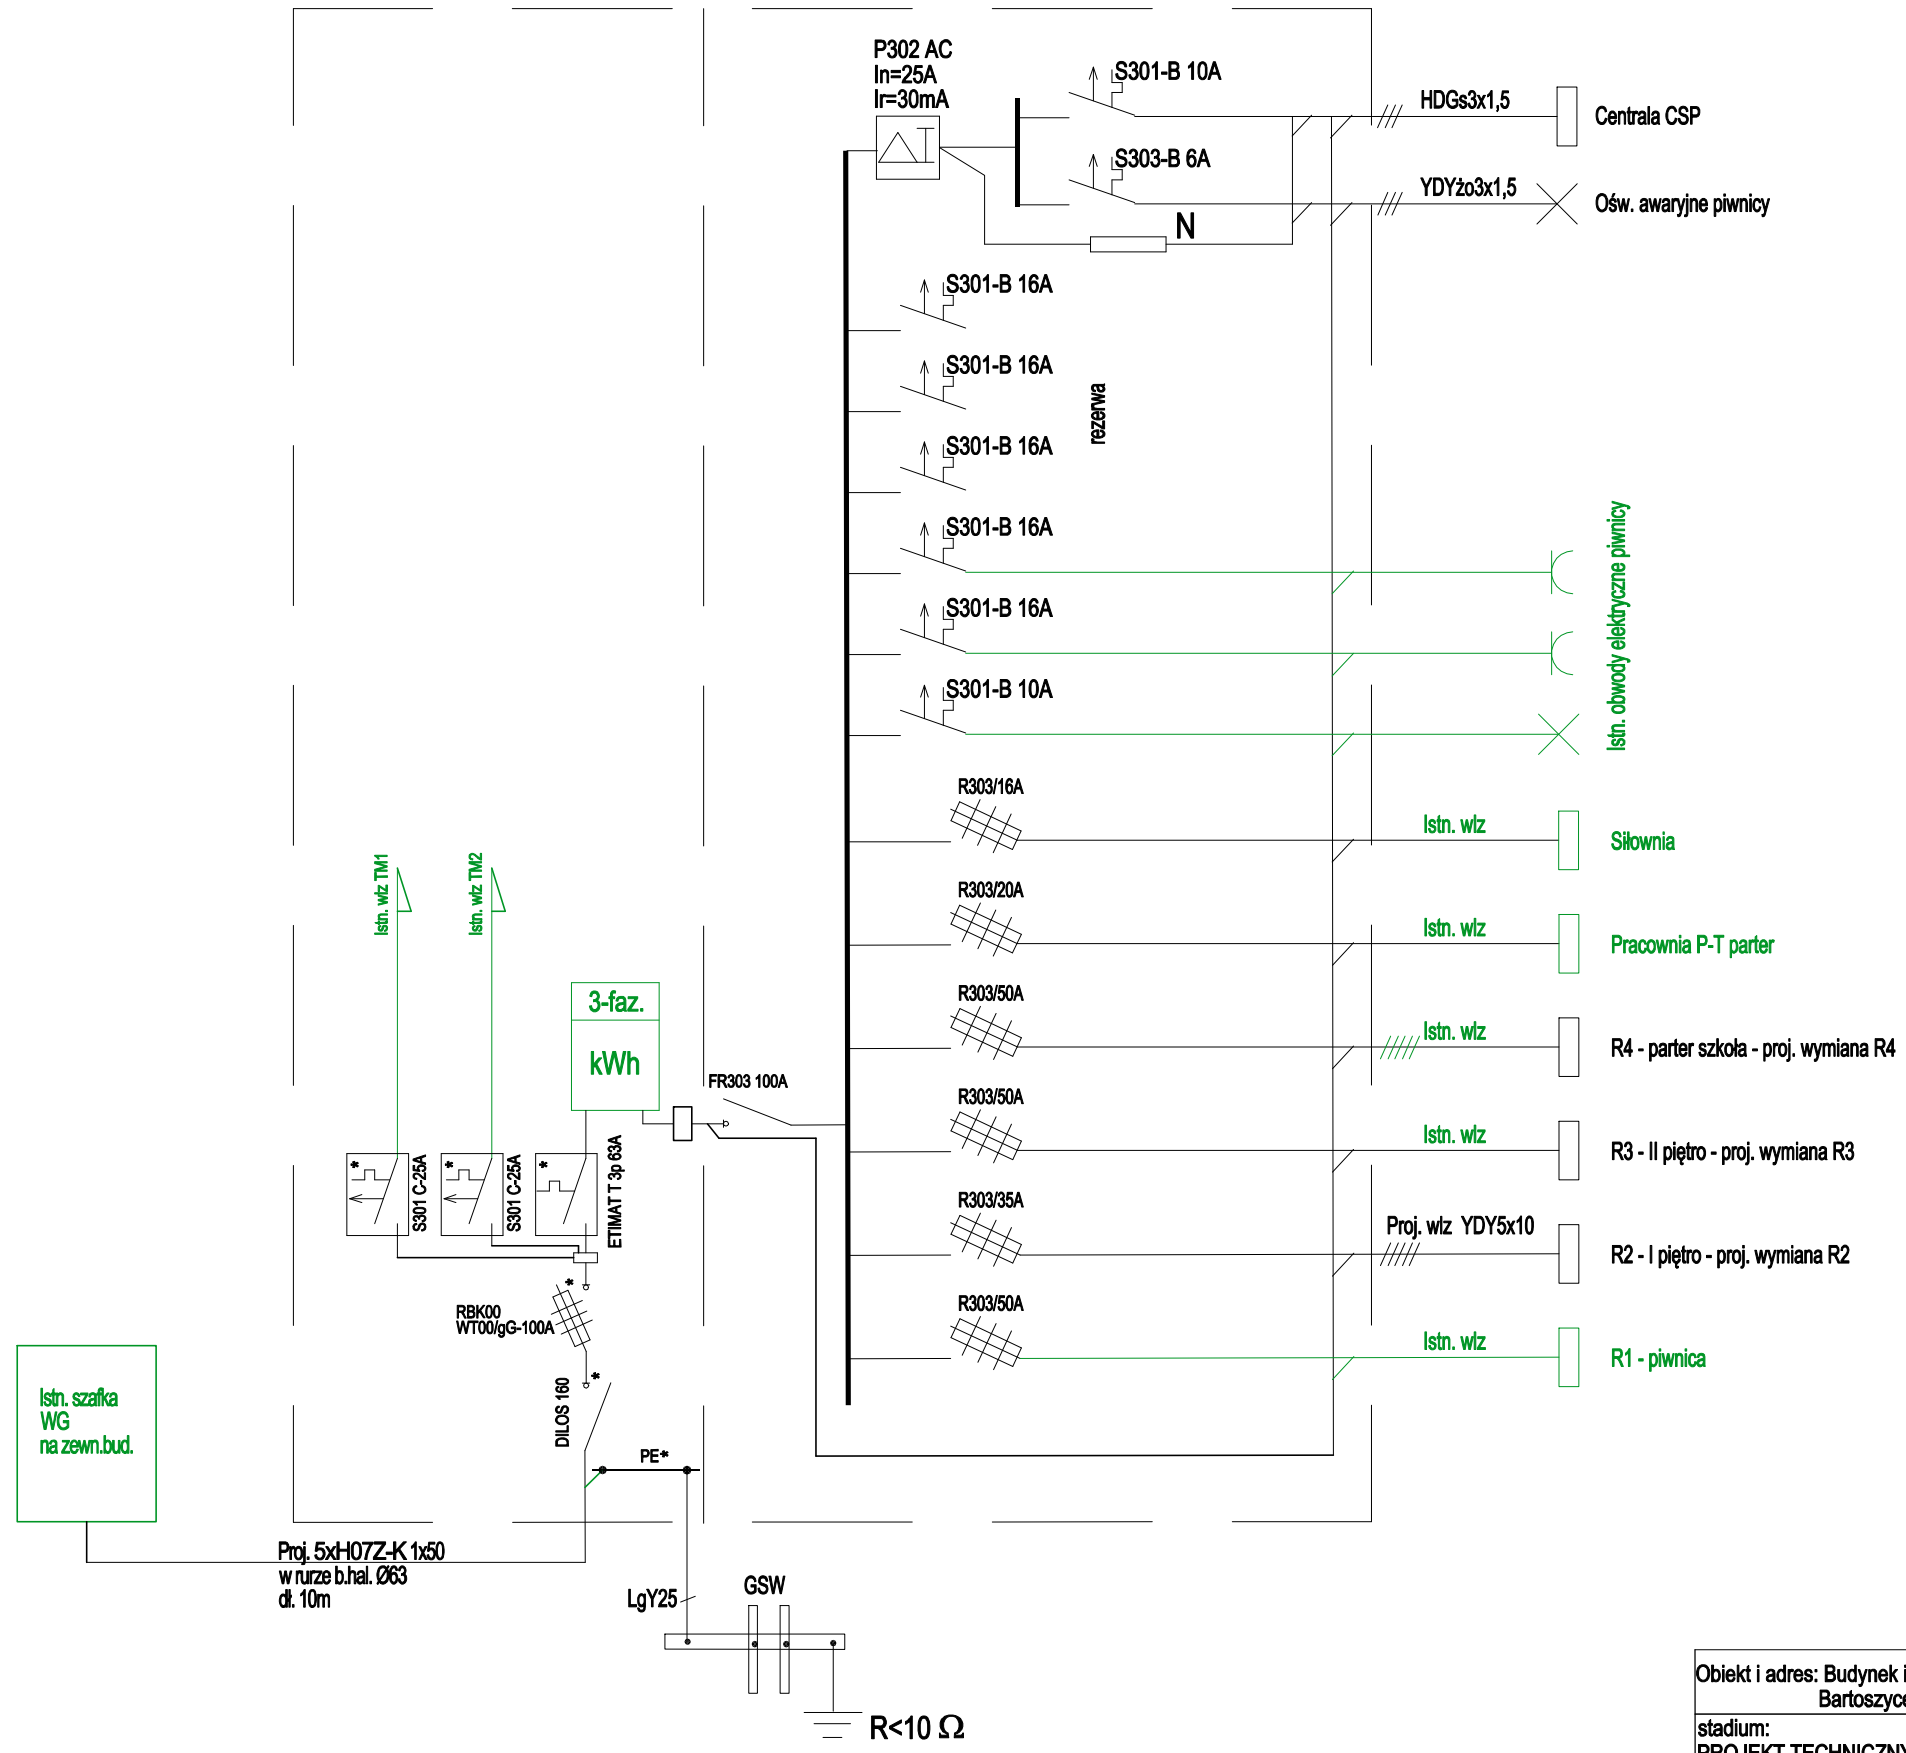 P302 AC
In=25A
Ir=30mA
S301-B 10A
HDGs3x1,5
Centrala CSP
S303-B 6A
YDYżo3x1,5
Ośw. awaryjne piwnicy
N
S301-B 16A
S301-B 16A
rezerwa
S301-B 16A
S301-B 16A
Istn. obwody elektryczne piwnicy
S301-B 16A
S301-B 10A
R303/16A
Istn. wlz
Siłownia
R303/20A
Istn. wlz
Pracownia P-T parter
R303/50A
Istn. wlz
R4 - parter szkoła - proj. wymiana R4
R303/50A
Istn. wlz
R3 - II piętro - proj. wymiana R3
R303/35A
Proj. wlz YDY5x10
R2 - I piętro - proj. wymiana R2
R303/50A
Istn. wlz
R1 - piwnica
Istn. wlz TM1
Istn. wlz TM2
3-faz.
kWh
FR303 100A
* S301 C-25A
* S301 C-25A
* ETIMAT T 3p 63A
*
RBK00
WT00/gG-100A
*
DILOS 160
PE*
Istn. szafka
WG
na zewn.bud.
Proj. 5xH07Z-K 1x50
w rurze b.hal. Ø63
dł. 10m
LgY25
GSW
R<10 Ω
Obiekt i adres: Budynek i
Bartoszyce
stadium:
PROJEKT TECHNICZNY